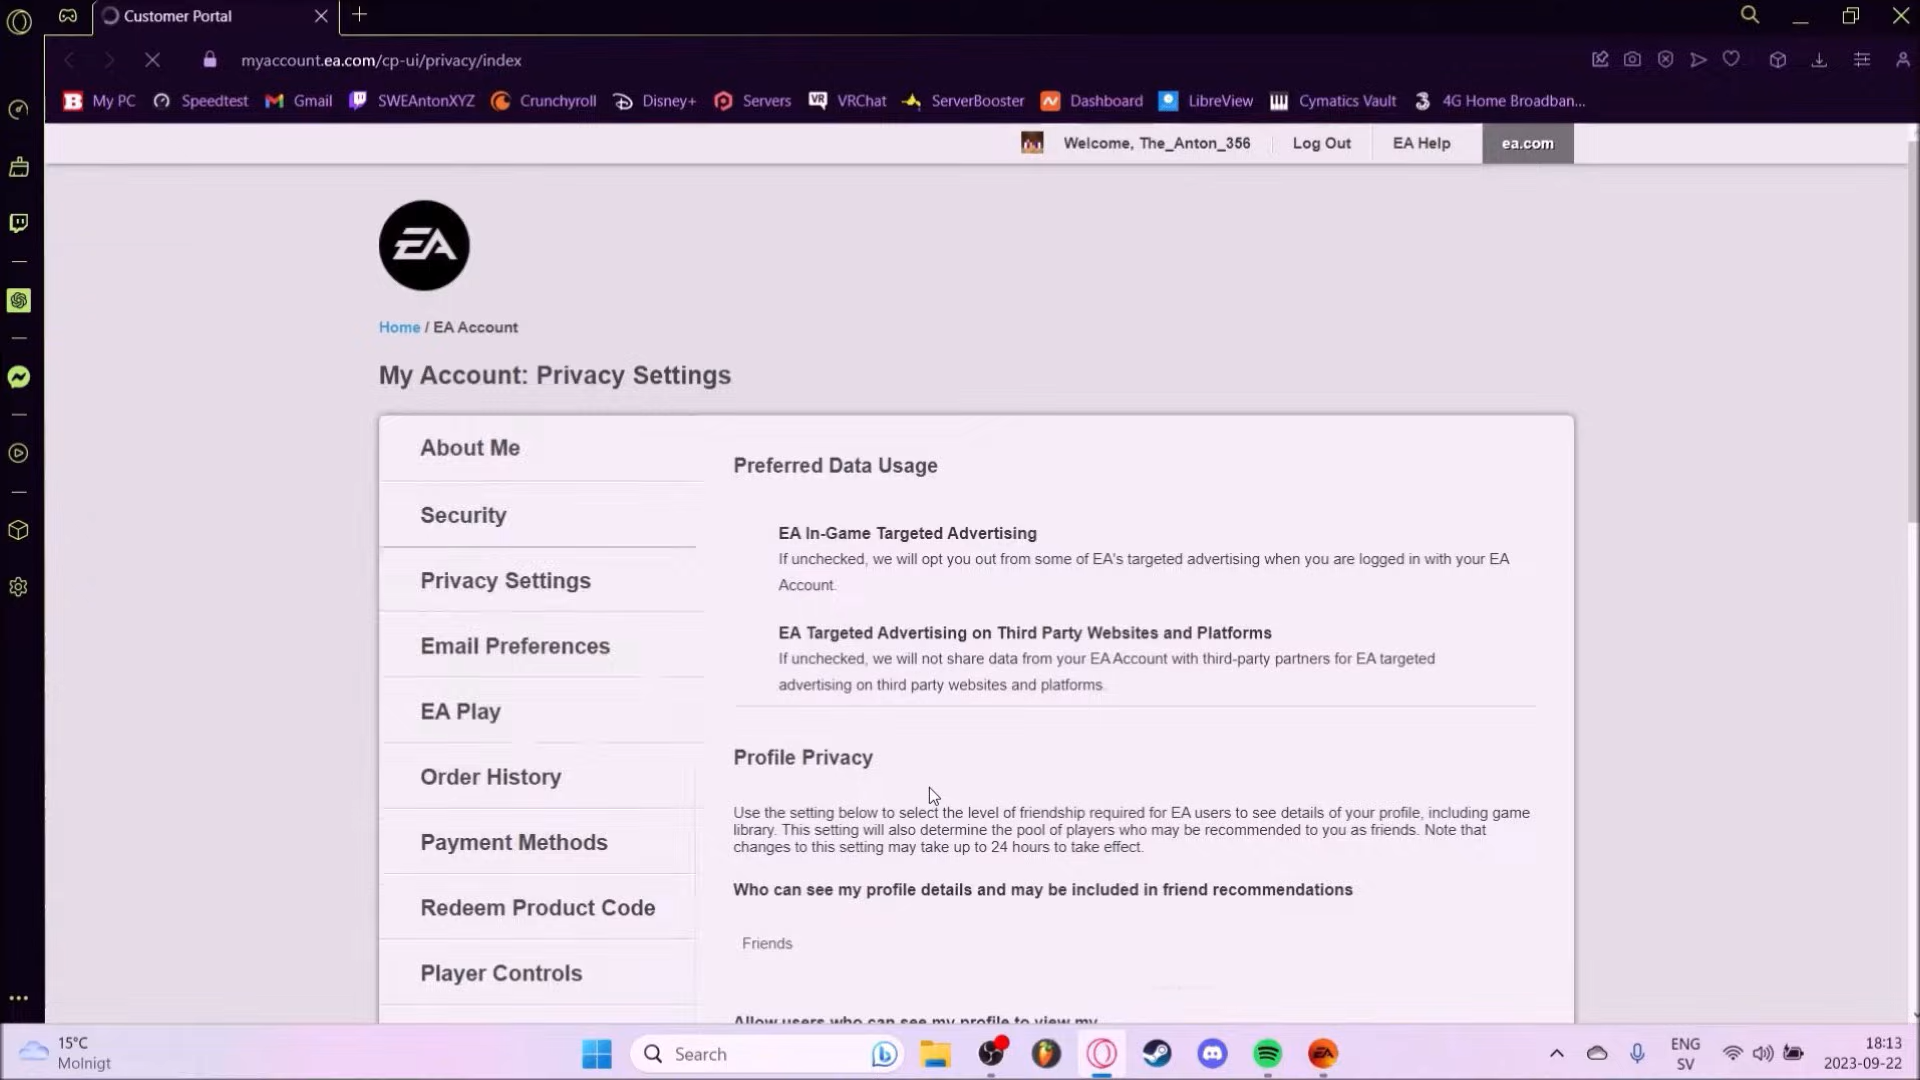 Customer Portal
myaccount.ea.com/cp-ui/privacy/index
My PC Speedtest Gmail SWEAntonXYZ Crunchyroll Disney+ Servers VRChat ServerBooster Dashboard LibreView Cymatics Vault 4G Home Broadban...
Welcome, The_Anton_356 Log Out EA Help ea.com
EA
Home / EA Account
My Account: Privacy Settings
About Me
Security
Privacy Settings
Email Preferences
EA Play
Order History
Payment Methods
Redeem Product Code
Player Controls
Preferred Data Usage
EA In-Game Targeted Advertising
If unchecked, we will opt you out from some of EA's targeted advertising when you are logged in with your EA
Account.
EA Targeted Advertising on Third Party Websites and Platforms
If unchecked, we will not share data from your EA Account with third-party partners for EA targeted
advertising on third party websites and platforms.
Profile Privacy
Use the setting below to select the level of friendship required for EA users to see details of your profile, including game
library. This setting will also determine the pool of players who may be recommended to you as friends. Note that
changes to this setting may take up to 24 hours to take effect.
Who can see my profile details and may be included in friend recommendations
Friends
Allow users who can see my profile to view my
15°C
Molnigt
Search
ENG
SV
18:13
2023-09-22